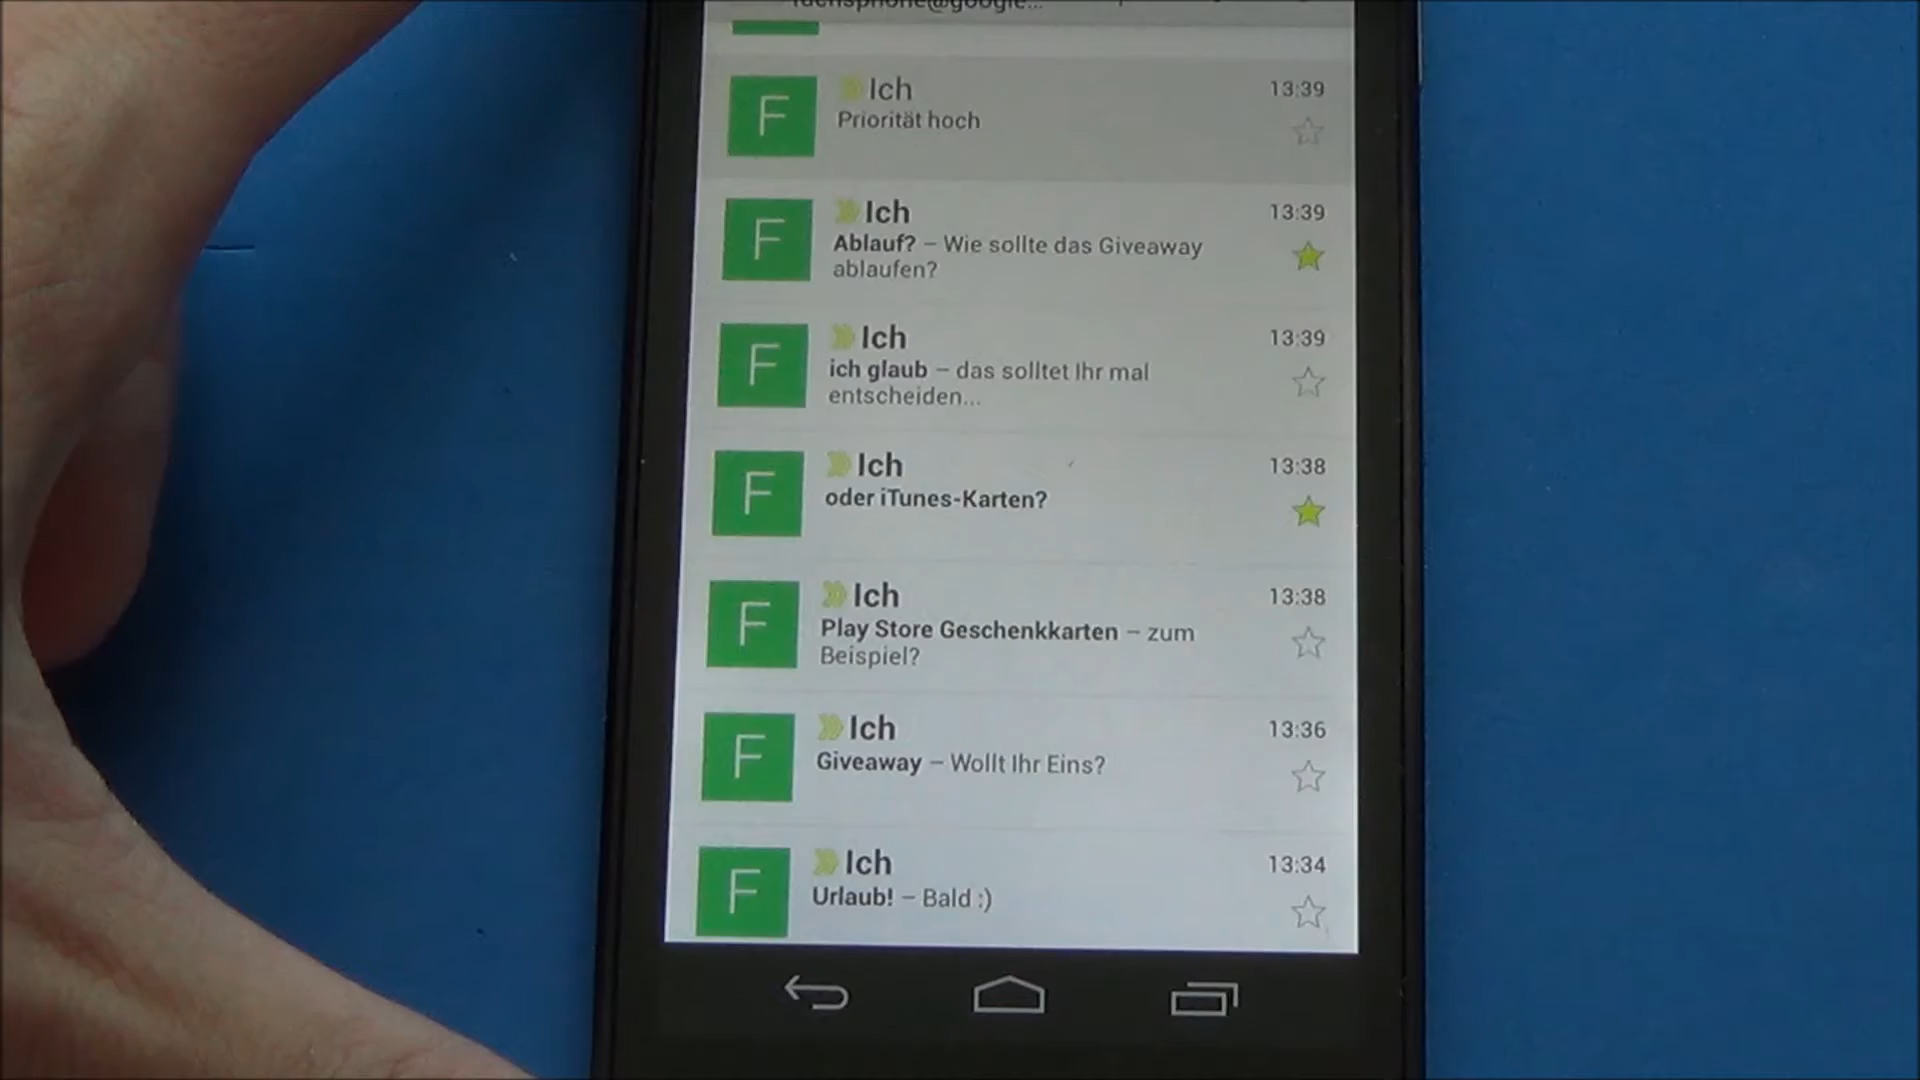 F Ich 13:39
Priorität hoch
F Ich 13:39
Ablauf? – Wie sollte das Giveaway
ablaufen?
F Ich 13:39
ich glaub – das solltet Ihr mal
entscheiden...
F Ich 13:38
oder iTunes-Karten?
F Ich 13:38
Play Store Geschenkkarten – zum
Beispiel?
F Ich 13:36
Giveaway – Wollt Ihr Eins?
F Ich 13:34
Urlaub! – Bald :)